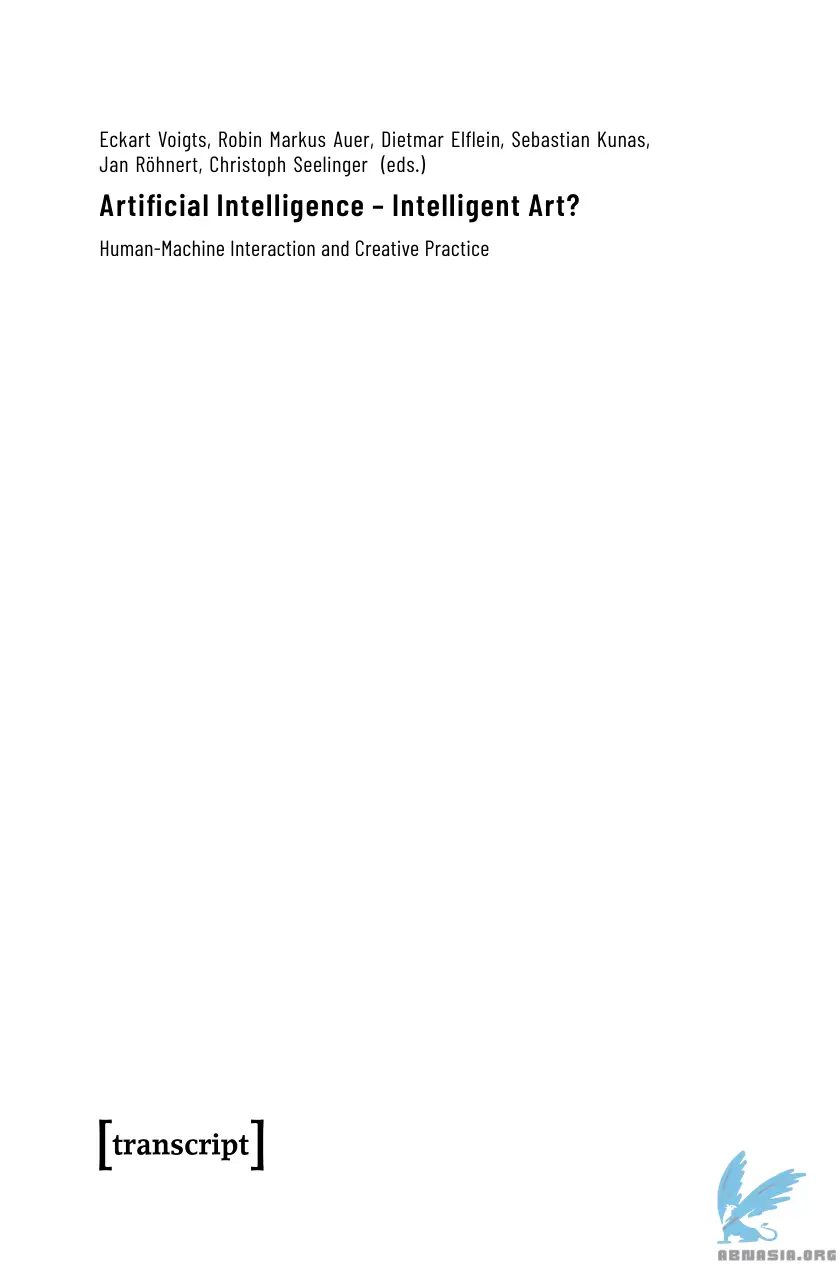 Eckart Voigts, Robin Markus Auer, Dietmar Elflein, Sebastian Kunas,
Jan Röhnert, Christoph Seelinger (eds.)
Artificial Intelligence – Intelligent Art?
Human-Machine Interaction and Creative Practice
[transcript]
ABNASIA.ORG